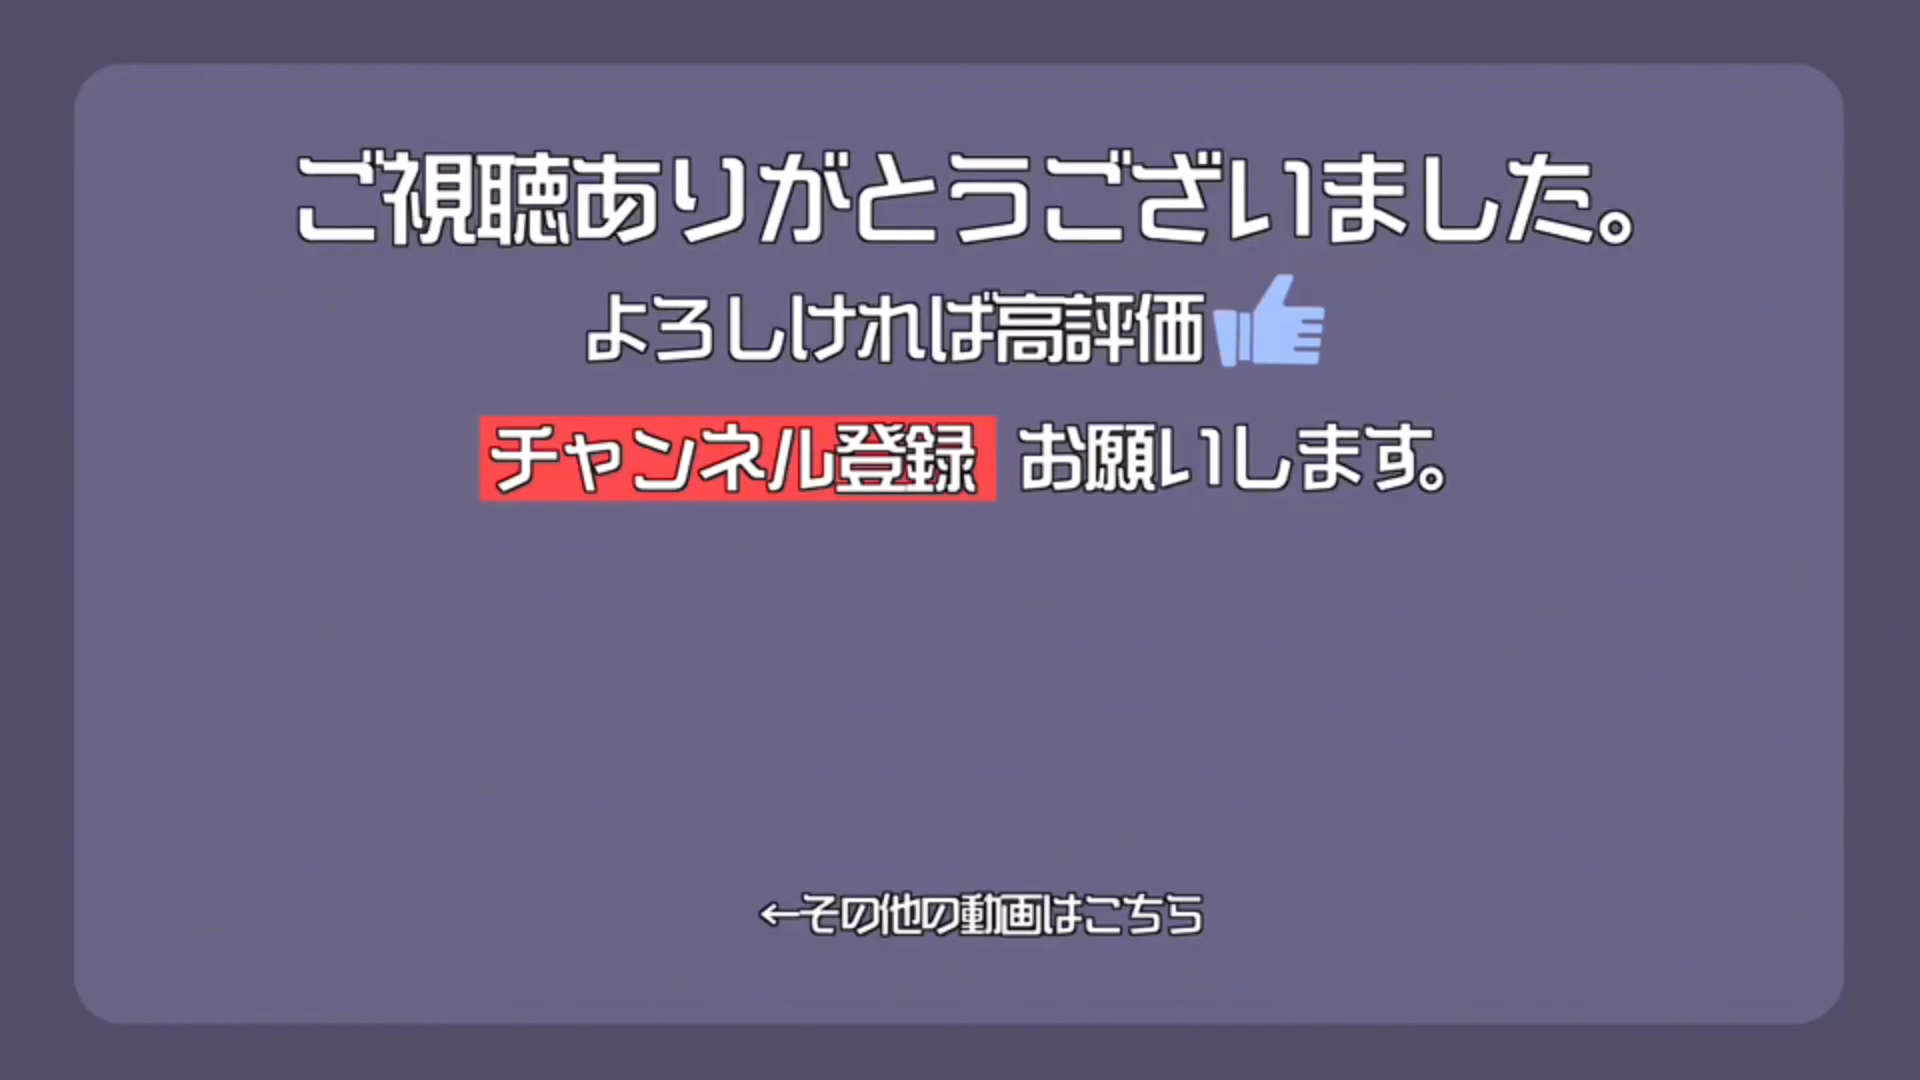 ご視聴ありがとうございました。
よろしければ高評価
チャンネル登録 お願いします。
←その他の動画はこちら